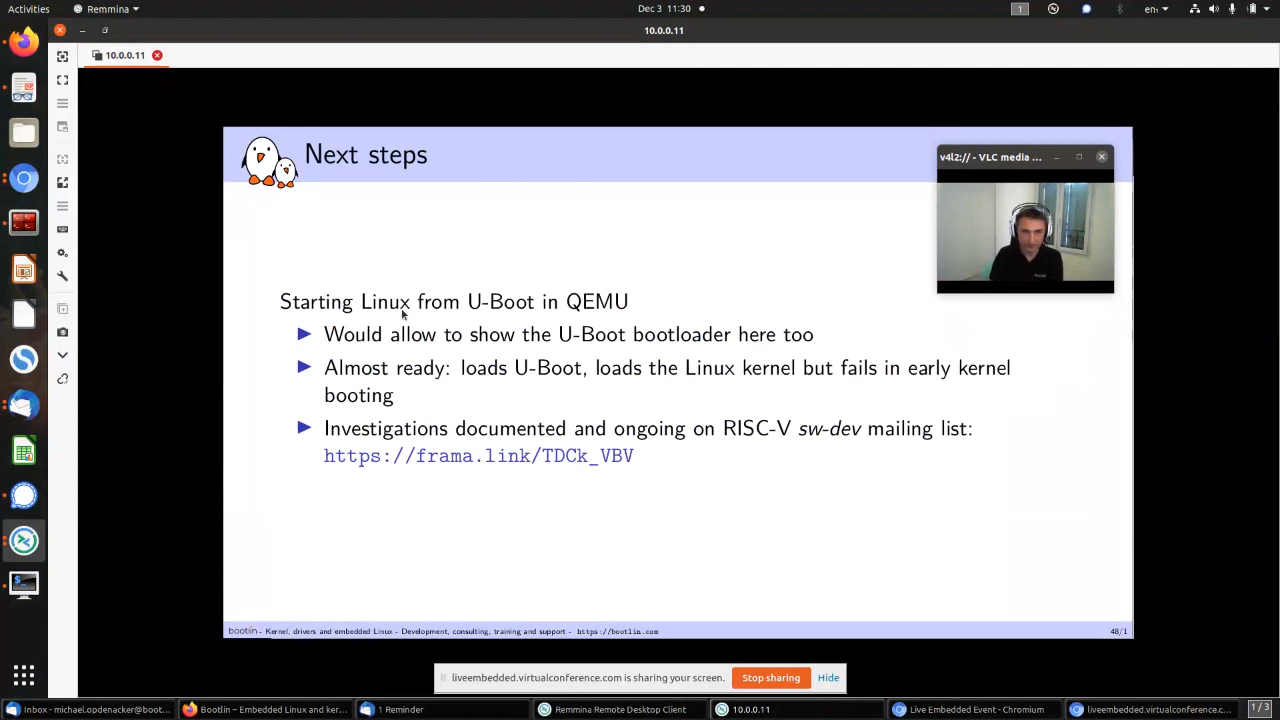 Activities
Remmina
Dec 3 11:30
1
en
10.0.0.11
10.0.0.11
Next steps
v4l2:// - VLC media ...
Starting Linux from U-Boot in QEMU
Would allow to show the U-Boot bootloader here too
Almost ready: loads U-Boot, loads the Linux kernel but fails in early kernel
booting
Investigations documented and ongoing on RISC-V sw-dev mailing list:
https://frama.link/TDCk_VBV
bootlin - Kernel, drivers and embedded Linux - Development, consulting, training and support - https://bootlin.com
48/1
liveembedded.virtualconference.com is sharing your screen.
Stop sharing
Hide
Inbox - michael.opdenacker@boot...
Bootlin – Embedded Linux and ker...
1 Reminder
Remmina Remote Desktop Client
10.0.0.11
Live Embedded Event - Chromium
liveembedded.virtualconference.c...
1 / 3